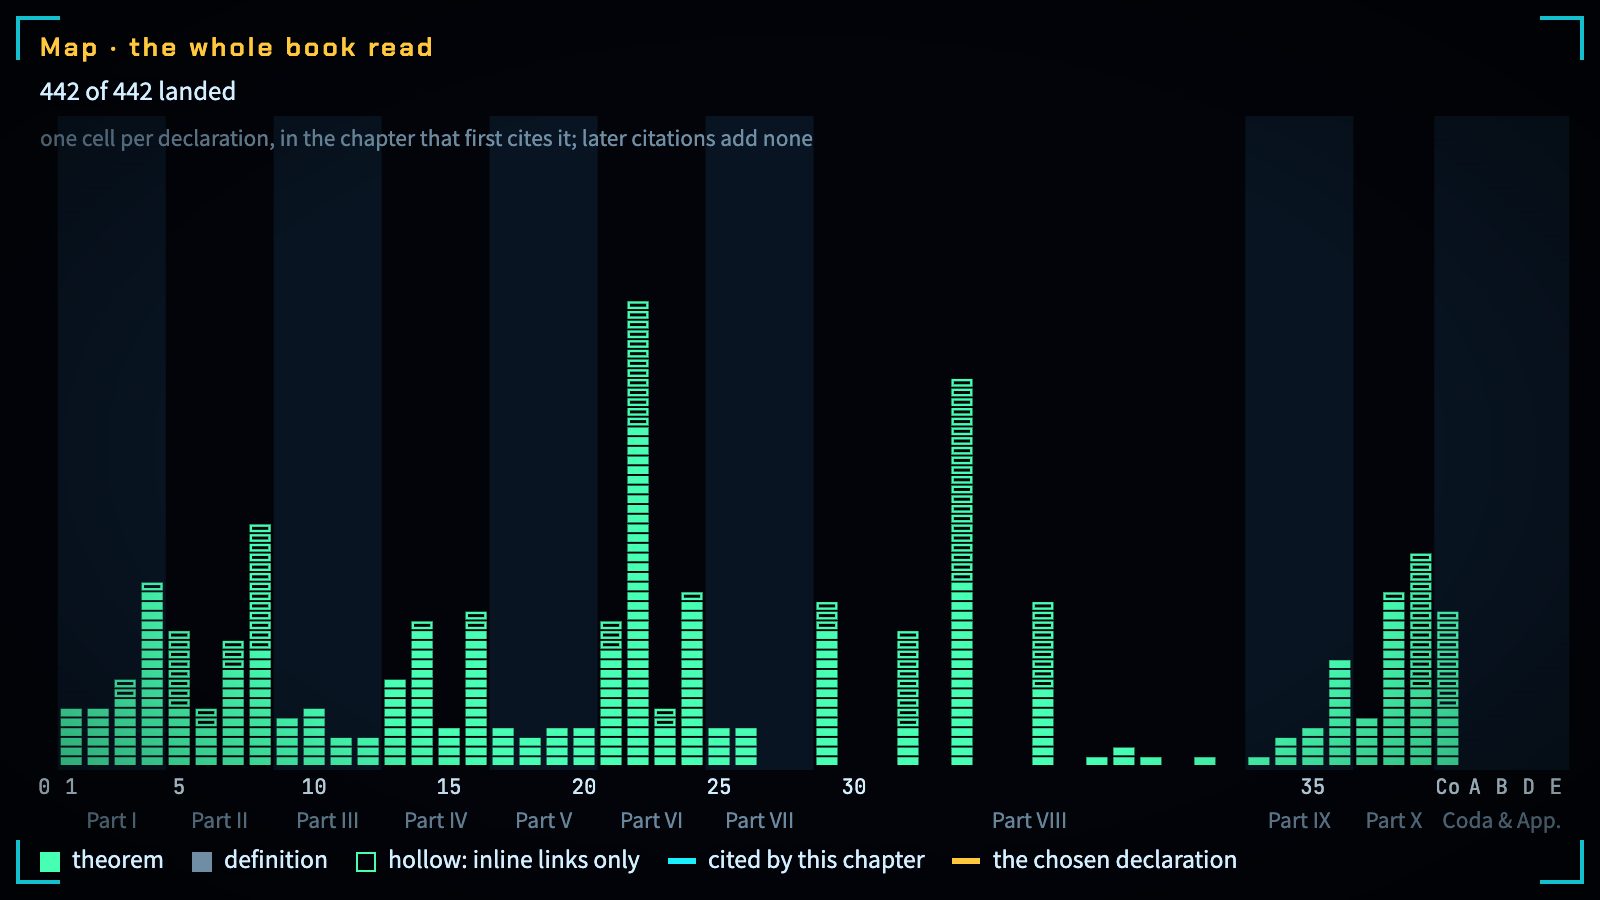 Map · the whole book read
442 of 442 landed
one cell per declaration, in the chapter that first cites it; later citations add none
0 1 5 10 15 20 25 30 35 Co A B D E
Part I Part II Part III Part IV Part V Part VI Part VII Part VIII Part IX Part X Coda & App.
theorem definition hollow: inline links only cited by this chapter the chosen declaration